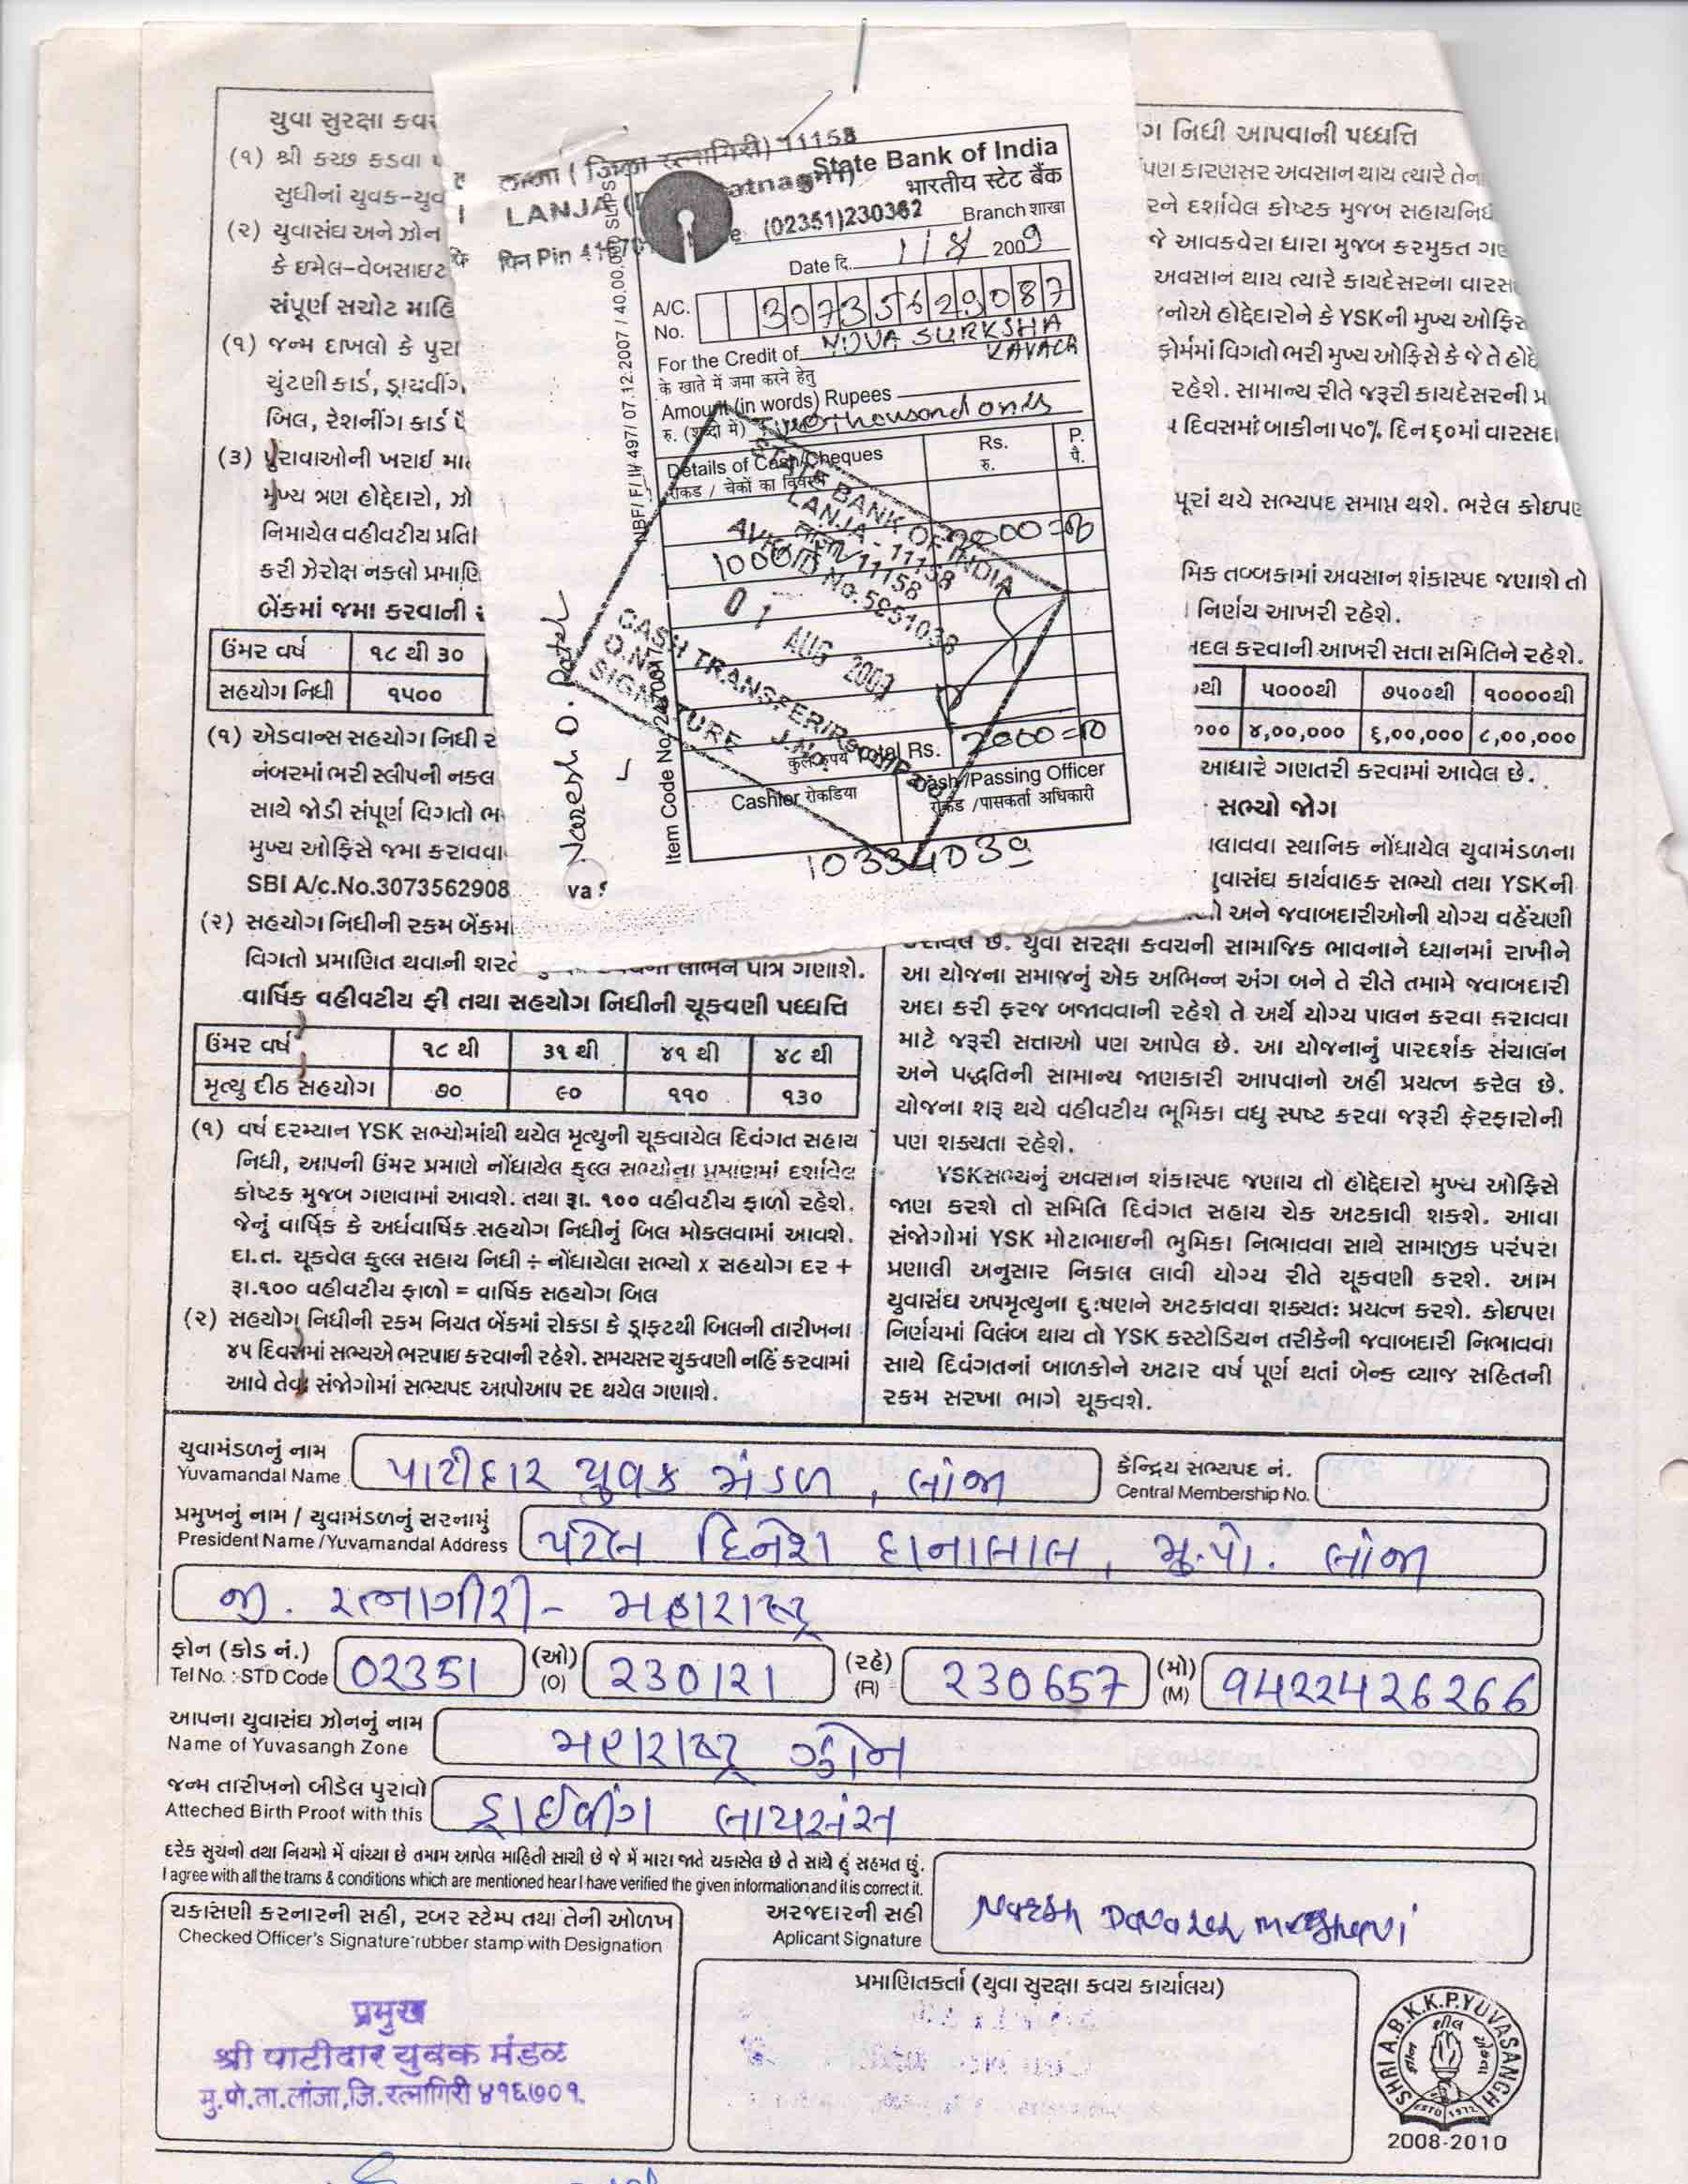 લાંજા ( जिला रत्नागिरी) 11158
State Bank of India
भारतीय स्टेट बैंक
LANJA
(02351)230362 Branch शाखा
पिन Pin
Date दि. 1/8 2009
A/C. No. 30735629087
For the Credit of SURKSHA KAVACH
के खाते में जमा करने हेतु
Amount (in words) Rupees
रु. (शब्दों में) Two thousand only
Details of Cash/Cheques Rs. रु. P. पै.
रोकड / चेकों का विवरण
2000=00
STATE BANK OF INDIA
LANJA - 11158
01 AUG 2009
CASH TRANSFER
SIGNATURE
कुल रुपये Total Rs. 2000=00
Cashier रोकडिया
Cash/Passing Officer
रोकड /पासकर्ता अधिकारी
10334039
NBF/ F/ II/ 497/ 07.12.2007 / 40.00.000 SLIPS
Item Code No.
Naresh D. Patel
યુવા સુરક્ષા કવચ
(૧) શ્રી કચ્છ કડવા
સુધીનાં યુવક-યુવ
(૨) યુવાસંઘ અને ઝોન
કે ઇમેલ-વેબસાઇટ
સંપૂર્ણ સચોટ માહિ
(૧) જન્મ દાખલો કે પુરા
ચુંટણી કાર્ડ, ડ્રાયવીંગ
બિલ, રેશનીંગ કાર્ડ
(૩) પુરાવાઓની ખરાઇ
મુખ્ય ત્રણ હોદ્દેદારો, ઝો
નિમાયેલ વહીવટીય પ્રતિ
કરી ઝેરોક્ષ નકલો પ્રમાણિ
બેંકમાં જમા કરવાની
ઉંમર વર્ષ ૧૮ થી ૩૦
સહયોગ નિધી ૧૫૦૦
(૧) એડવાન્સ સહયોગ નિધી
નંબરમાં ભરી સ્લીપની નકલ
સાથે જોડી સંપૂર્ણ વિગતો ભ
મુખ્ય ઓફિસે જમા કરાવવા
SBI A/c.No.3073562908
(૨) સહયોગ નિધીની રકમ બેંકમાં
વિગતો પ્રમાણિત થવાની શરતે લાભને પાત્ર ગણાશે.
વાર્ષિક વહીવટીય ફી તથા સહયોગ નિધીની ચૂકવણી પધ્ધતિ
ઉંમર વર્ષ ૧૮ થી ૩૧ થી ૪૧ થી ૪૮ થી
મૃત્યુ દીઠ સહયોગ ૭૦ ૯૦ ૧૧૦ ૧૩૦
(૧) વર્ષ દરમ્યાન YSK સભ્યોમાંથી થયેલ મૃત્યુની ચૂકવાયેલ દિવંગત સહાય
નિધી, આપની ઉંમર પ્રમાણે નોંધાયેલ કુલ્લ સભ્યોના પ્રમાણમાં દર્શાવેલ
કોષ્ટક મુજબ ગણવામાં આવશે. તથા રૂા. ૧૦૦ વહીવટીય ફાળો રહેશે.
જેનું વાર્ષિક કે અર્ધવાર્ષિક સહયોગ નિધીનું બિલ મોકલવામાં આવશે.
દા.ત. ચૂકવેલ કુલ્લ સહાય નિધી ÷ નોંધાયેલા સભ્યો x સહયોગ દર +
રૂા.૧૦૦ વહીવટીય ફાળો = વાર્ષિક સહયોગ બિલ
(૨) સહયોગ નિધીની રકમ નિયત બેંકમાં રોકડા કે ડ્રાફટથી બિલની તારીખના
૪૫ દિવસમાં સભ્યએ ભરપાઇ કરવાની રહેશે. સમયસર ચુકવણી નહિં કરવામાં
આવે તેવા સંજોગોમાં સભ્યપદ આપોઆપ રદ થયેલ ગણાશે.
નિધી આપવાની પધ્ધતિ
પણ કારણસર અવસાન થાય ત્યારે તેના
રને દર્શાવેલ કોષ્ટક મુજબ સહાયનિધ
જે આવકવેરા ધારા મુજબ કરમુક્ત ગણ
અવસાન થાય ત્યારે કાયદેસરના વારસ
નોએ હોદ્દેદારોને કે YSKની મુખ્ય ઓફિસ
ફોર્મમાં વિગતો ભરી મુખ્ય ઓફિસે કે જે તે હોદ્દે
રહેશે. સામાન્ય રીતે જરૂરી કાયદેસરની
દિવસમાં બાકીના ૫૦% દિન ૬૦માં વારસદા
પૂરાં થયે સભ્યપદ સમાપ્ત થશે. ભરેલ કોઇપણ
મિક તબ્બકામાં અવસાન શંકાસ્પદ જણાશે તો
નિર્ણય આખરી રહેશે.
બદલ કરવાની આખરી સત્તા સમિતિને રહેશે.
૫૦૦૦થી ૭૫૦૦થી ૧૦૦૦૦થી
૪,૦૦,૦૦૦ ૬,૦૦,૦૦૦ ૮,૦૦,૦૦૦
આધારે ગણતરી કરવામાં આવેલ છે.
સભ્યો જોગ
ચલાવવા સ્થાનિક નોંધાયેલ યુવામંડળના
યુવાસંઘ કાર્યવાહક સભ્યો તથા YSKની
અને જવાબદારીઓની યોગ્ય વહેંચણી
છે. યુવા સુરક્ષા કવચની સામાજિક ભાવનાને ધ્યાનમાં રાખીને
આ યોજના સમાજનું એક અભિન્ન અંગ બને તે રીતે તમામે જવાબદારી
અદા કરી ફરજ બજાવવાની રહેશે તે અર્થે યોગ્ય પાલન કરવા કરાવવા
માટે જરૂરી સત્તાઓ પણ આપેલ છે. આ યોજનાનું પારદર્શક સંચાલન
અને પદ્ધતિની સામાન્ય જાણકારી આપવાનો અહીં પ્રયત્ન કરેલ છે.
યોજના શરૂ થયે વહીવટીય ભૂમિકા વધુ સ્પષ્ટ કરવા જરૂરી ફેરફારોની
પણ શક્યતા રહેશે.
YSK સભ્યનું અવસાન શંકાસ્પદ જણાય તો હોદ્દેદારો મુખ્ય ઓફિસે
જાણ કરશે તો સમિતિ દિવંગત સહાય ચેક અટકાવી શકશે. આવા
સંજોગોમાં YSK મોટાભાઇની ભુમિકા નિભાવવા સાથે સામાજીક પરંપરા
પ્રણાલી અનુસાર નિકાલ લાવી યોગ્ય રીતે ચૂકવણી કરશે. આમ
યુવાસંઘ અપમૃત્યુના દુઃષણને અટકાવવા શક્યતઃ પ્રયત્ન કરશે. કોઇપણ
નિર્ણયમાં વિલંબ થાય તો YSK કસ્ટોડિયન તરીકેની જવાબદારી નિભાવવા
સાથે દિવંગતનાં બાળકોને અઢાર વર્ષ પૂર્ણ થતાં બેન્ક વ્યાજ સહિતની
રકમ સરખા ભાગે ચૂકવશે.
યુવામંડળનું નામ
Yuvamandal Name પાટીદાર યુવક મંડળ, લાંજા
કેન્દ્રિય સભ્યપદ નં.
Central Membership No.
પ્રમુખનું નામ / યુવામંડળનું સરનામું
President Name /Yuvamandal Address પટેલ દિનેશ દાનાલાલ, મુ.પો. લાંજા
જી. રત્નાગીરી- મહારાષ્ટ્ર
ફોન (કોડ નં.) (ઓ) (રહે) (મો)
Tel No. :-STD Code 02351 (O) 230121 (R) 230657 (M) 9422426266
આપના યુવાસંઘ ઝોનનું નામ
Name of Yuvasangh Zone મહારાષ્ટ્ર ઝોન
જન્મ તારીખનો બીડેલ પુરાવો
Atteched Birth Proof with this ડ્રાઈવીંગ લાયસંસ
દરેક સુચનો તથા નિયમો મેં વાંચ્યા છે તમામ આપેલ માહિતી સાચી છે જે મેં મારા જાતે ચકાસેલ છે તે સાથે હું સહમત છું.
I agree with all the trams & conditions which are mentioned hear I have verified the given information and it is correct it.
ચકાસણી કરનારની સહી, રબર સ્ટેમ્પ તથા તેની ઓળખ
Checked Officer's Signature rubber stamp with Designation
અરજદારની સહી
Aplicant Signature
પ્રમાણિતકર્તા (યુવા સુરક્ષા કવચ કાર્યાલય)
प्रमुख
श्री पाटीदार युवक मंडळ
मु.पो.ता.लांजा,जि.रत्नागिरी ४१६७०१.
SHRI A.B.K.K.P.YUVASANGH
ESTD 1972
2008-2010